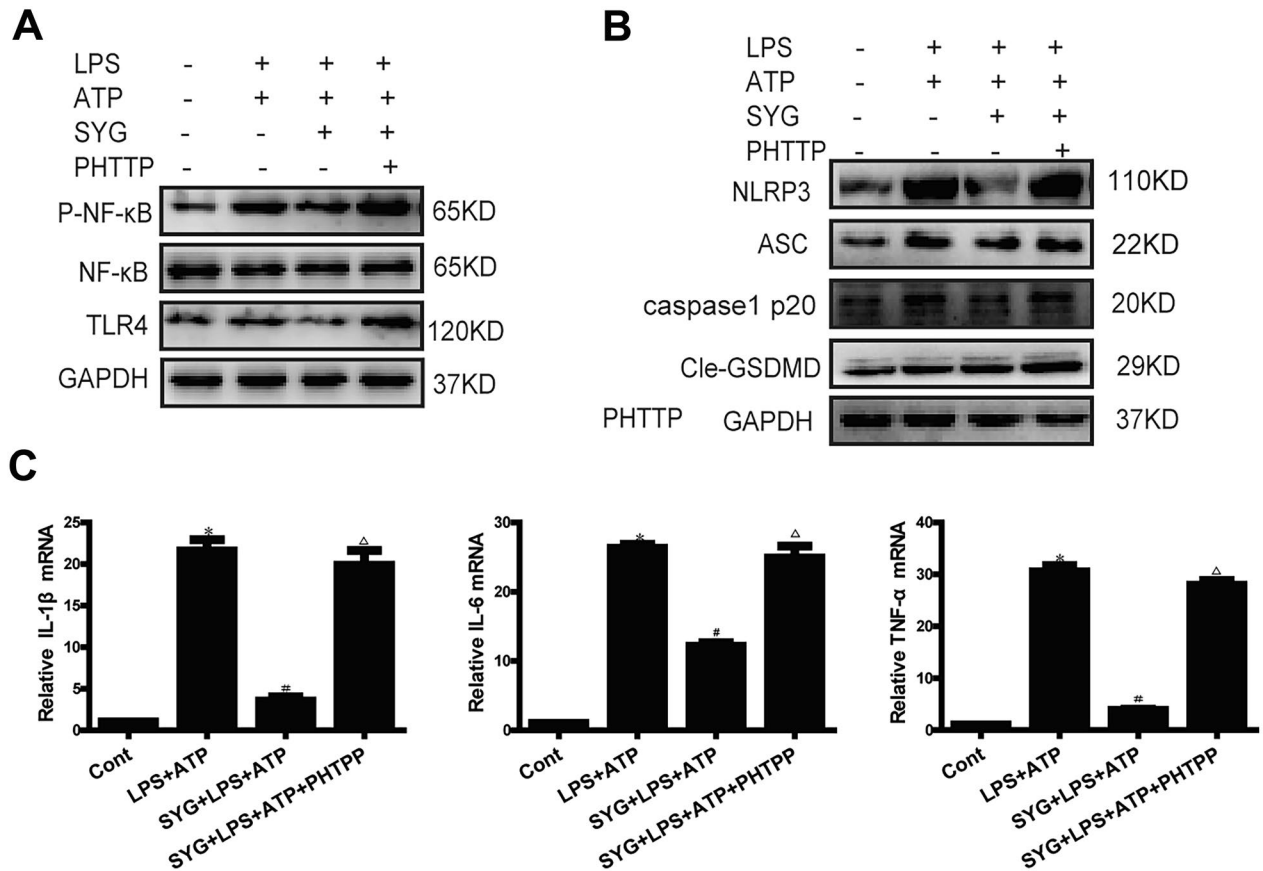 A
LPS - + + +
ATP - + + +
SYG - - + +
PHTTP - - - +
P-NF-κB 65KD
NF-κB 65KD
TLR4 120KD
GAPDH 37KD
B
LPS - + + +
ATP - + + +
SYG - - + +
PHTTP - - - +
NLRP3 110KD
ASC 22KD
caspase1 p20 20KD
Cle-GSDMD 29KD
PHTTP GAPDH 37KD
C
Relative IL-1β mRNA
25
20
15
10
5
0
*
#
△
Cont
LPS+ATP
SYG+LPS+ATP
SYG+LPS+ATP+PHTPP
Relative IL-6 mRNA
30
20
10
0
*
#
△
Cont
LPS+ATP
SYG+LPS+ATP
SYG+LPS+ATP+PHTPP
Relative TNF-α mRNA
40
30
20
10
0
*
#
△
Cont
LPS+ATP
SYG+LPS+ATP
SYG+LPS+ATP+PHTPP